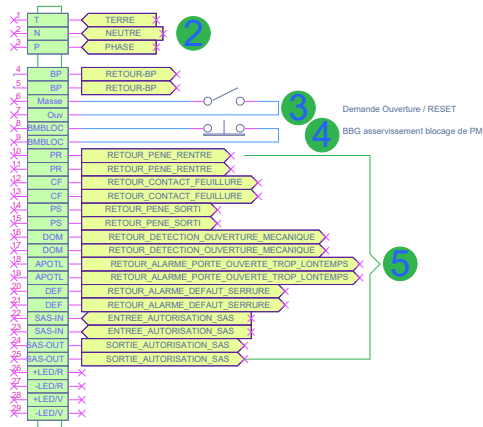 1 T TERRE
2 N NEUTRE
3 P PHASE
2
4 BP RETOUR-BP
5 BP RETOUR-BP
6 Masse
7 Ouv
3 Demande Ouverture / RESET
8 BMBLOC
9 BMBLOC
4 BBG asservissement blocage de PM
10 PR RETOUR_PENE_RENTRE
11 PR RETOUR_PENE_RENTRE
12 CF RETOUR_CONTACT_FEUILLURE
13 CF RETOUR_CONTACT_FEUILLURE
14 PS RETOUR_PENE_SORTI
15 PS RETOUR_PENE_SORTI
16 DOM RETOUR_DETECTION_OUVERTURE_MECANIQUE
17 DOM RETOUR_DETECTION_OUVERTURE_MECANIQUE
18 APOTL RETOUR_ALARME_PORTE_OUVERTE_TROP_LONTEMPS
19 APOTL RETOUR_ALARME_PORTE_OUVERTE_TROP_LONTEMPS
5
20 DEF RETOUR_ALARME_DEFAUT_SERRURE
21 DEF RETOUR_ALARME_DEFAUT_SERRURE
22 SAS-IN ENTREE_AUTORISATION_SAS
23 SAS-IN ENTREE_AUTORISATION_SAS
24 SAS-OUT SORTIE_AUTORISATION_SAS
25 SAS-OUT SORTIE_AUTORISATION_SAS
26 +LED/R
27 -LED/R
28 +LED/V
29 -LED/V